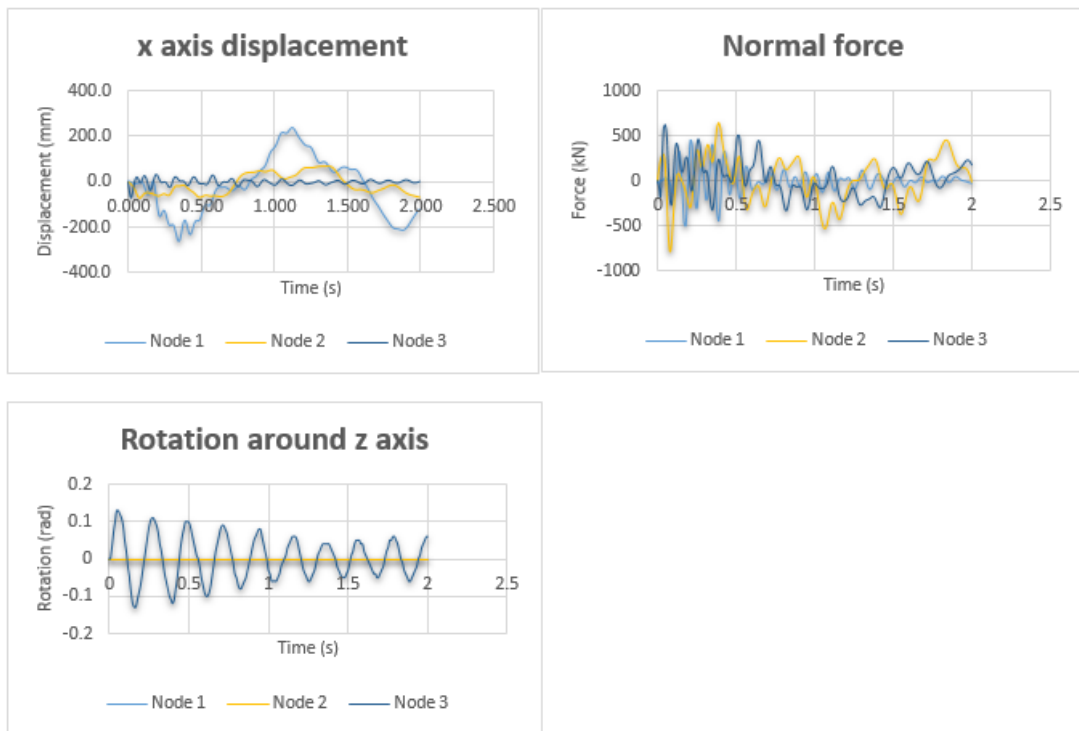 x axis displacement
400.0
200.0
0.0
-200.0
-400.0
0.000 0.500 1.000 1.500 2.000 2.500
Displacement (mm)
Time (s)
Node 1 Node 2 Node 3
Normal force
1000
500
0
-500
-1000
0 0.5 1 1.5 2 2.5
Force (kN)
Time (s)
Node 1 Node 2 Node 3
Rotation around z axis
0.2
0.1
0
-0.1
-0.2
0 0.5 1 1.5 2 2.5
Rotation (rad)
Time (s)
Node 1 Node 2 Node 3